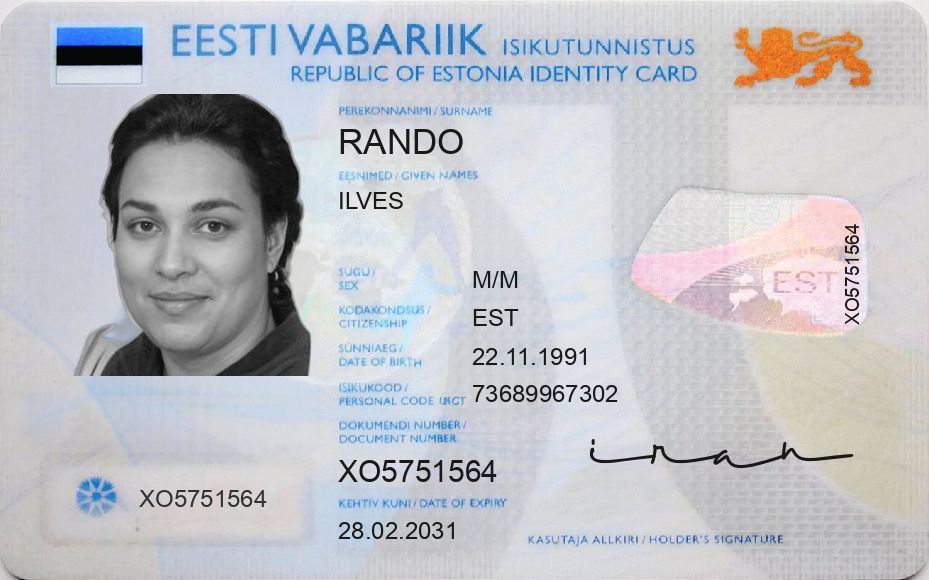 EESTI VABARIIK ISIKUTUNNISTUS
REPUBLIC OF ESTONIA IDENTITY CARD
PEREKONNANIMI / SURNAME
RANDO
EESNIMED / GIVEN NAMES
ILVES
SUGU / SEX
M/M
KODAKONDSUS / CITIZENSHIP
EST
SÜNNIAEG / DATE OF BIRTH
22.11.1991
ISIKUKOOD / PERSONAL CODE
73689967302
DOKUMENDI NUMBER / DOCUMENT NUMBER
XO5751564
KEHTIV KUNI / DATE OF EXPIRY
28.02.2031
XO5751564
EST
XO5751564
KASUTAJA ALLKIRI / HOLDER'S SIGNATURE